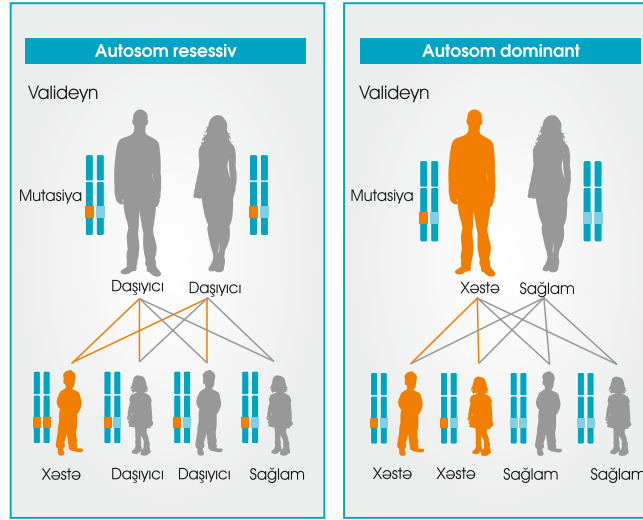 Autosom resessiv
Valideyn
Mutasiya
Daşıyıcı Daşıyıcı
Xəstə Daşıyıcı Daşıyıcı Sağlam
Autosom dominant
Valideyn
Mutasiya
Xəstə Sağlam
Xəstə Xəstə Sağlam Sağlam